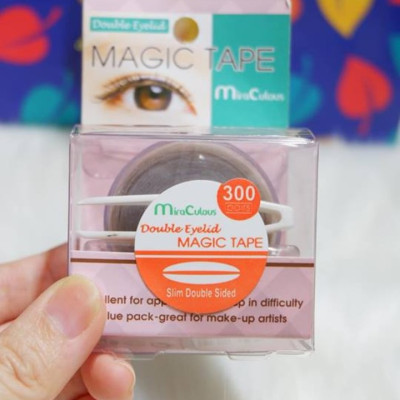 Double Eyelid
MAGIC TAPE
miraCulous
300
miraCulous
Double Eyelid
MAGIC TAPE
Slim Double Sided
llent for app up in difficulty
lue pack-great for make-up artists